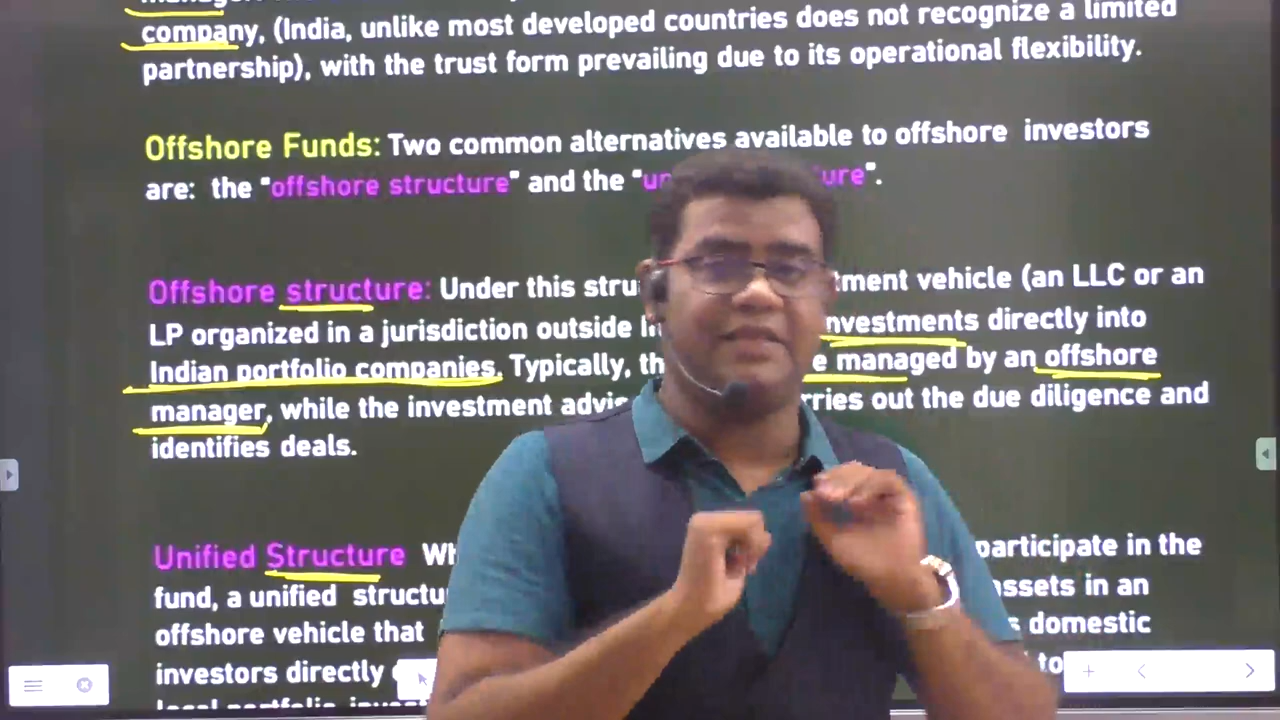 company, (India, unlike most developed countries does not recognize a limited
partnership), with the trust form prevailing due to its operational flexibility.
Offshore Funds: Two common alternatives available to offshore investors
are: the "offshore structure" and the "un ure".
Offshore structure: Under this stru tment vehicle (an LLC or an
LP organized in a jurisdiction outside nvestments directly into
Indian portfolio companies. Typically, th e managed by an offshore
manager, while the investment advis rries out the due diligence and
identifies deals.
Unified Structure Wh participate in the
fund, a unified structu assets in an
offshore vehicle that s domestic
investors directly to